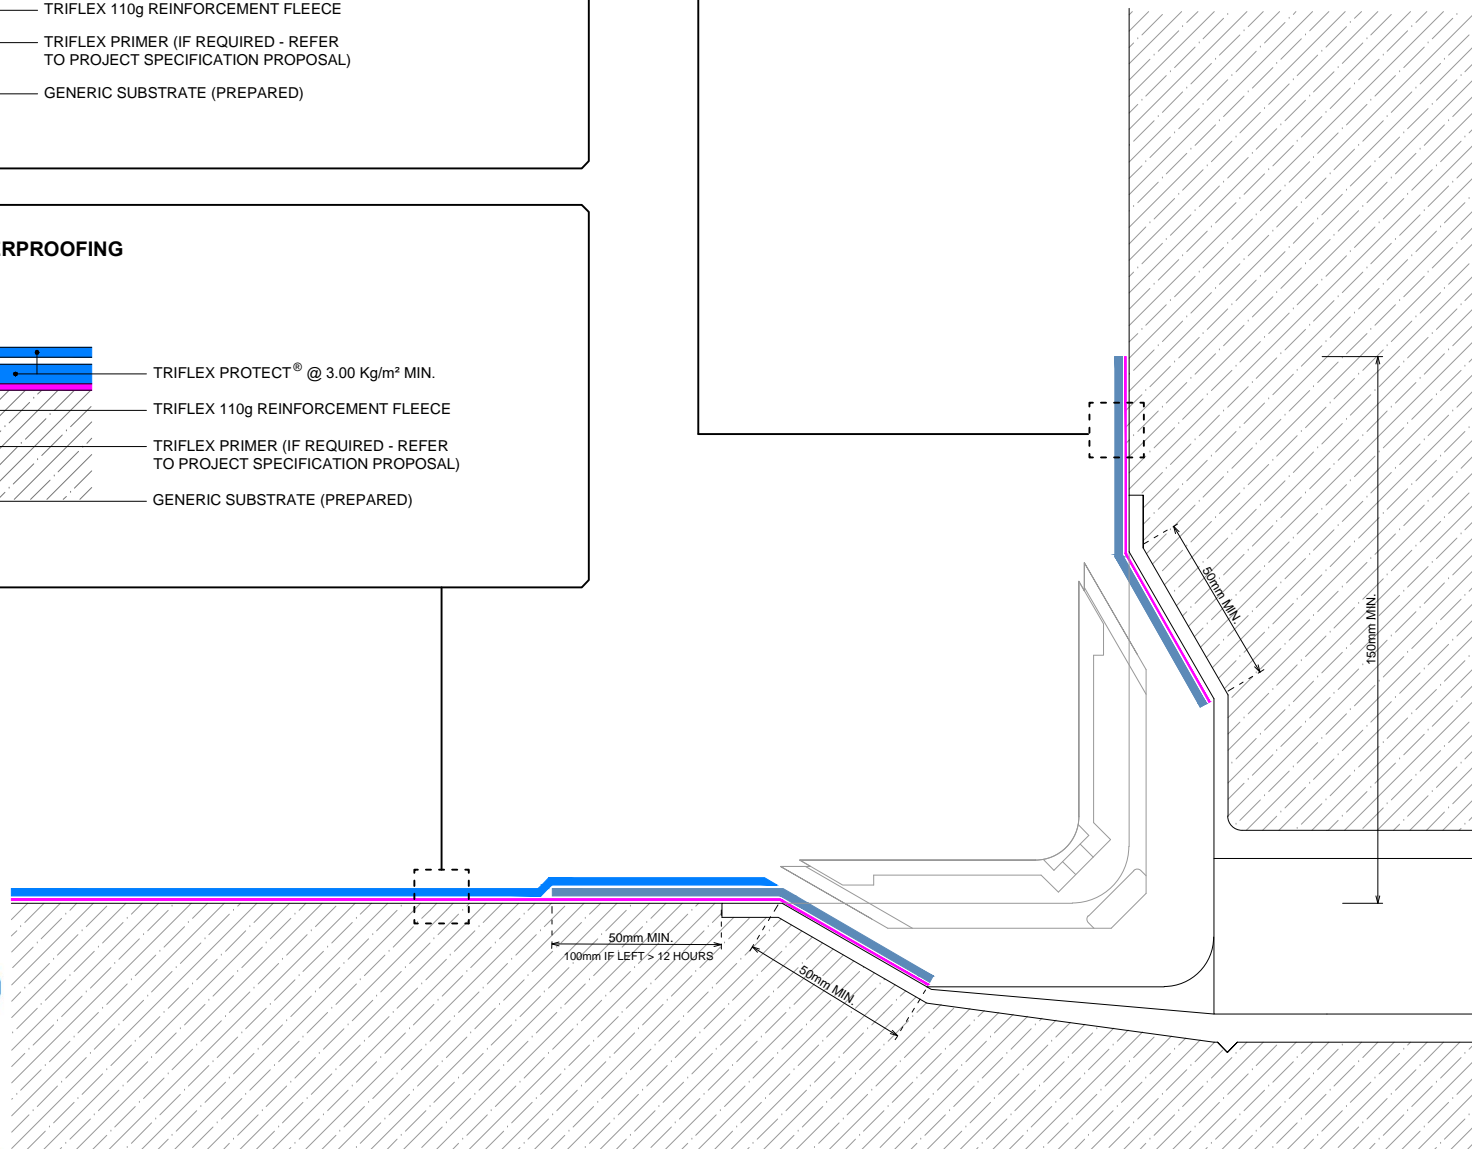 TRIFLEX 110g REINFORCEMENT FLEECE
TRIFLEX PRIMER (IF REQUIRED - REFER
TO PROJECT SPECIFICATION PROPOSAL)
GENERIC SUBSTRATE (PREPARED)
ERPROOFING
TRIFLEX PROTECT® @ 3.00 Kg/m² MIN.
TRIFLEX 110g REINFORCEMENT FLEECE
TRIFLEX PRIMER (IF REQUIRED - REFER
TO PROJECT SPECIFICATION PROPOSAL)
GENERIC SUBSTRATE (PREPARED)
50mm MIN.
150mm MIN.
50mm MIN.
100mm IF LEFT > 12 HOURS
50mm MIN.